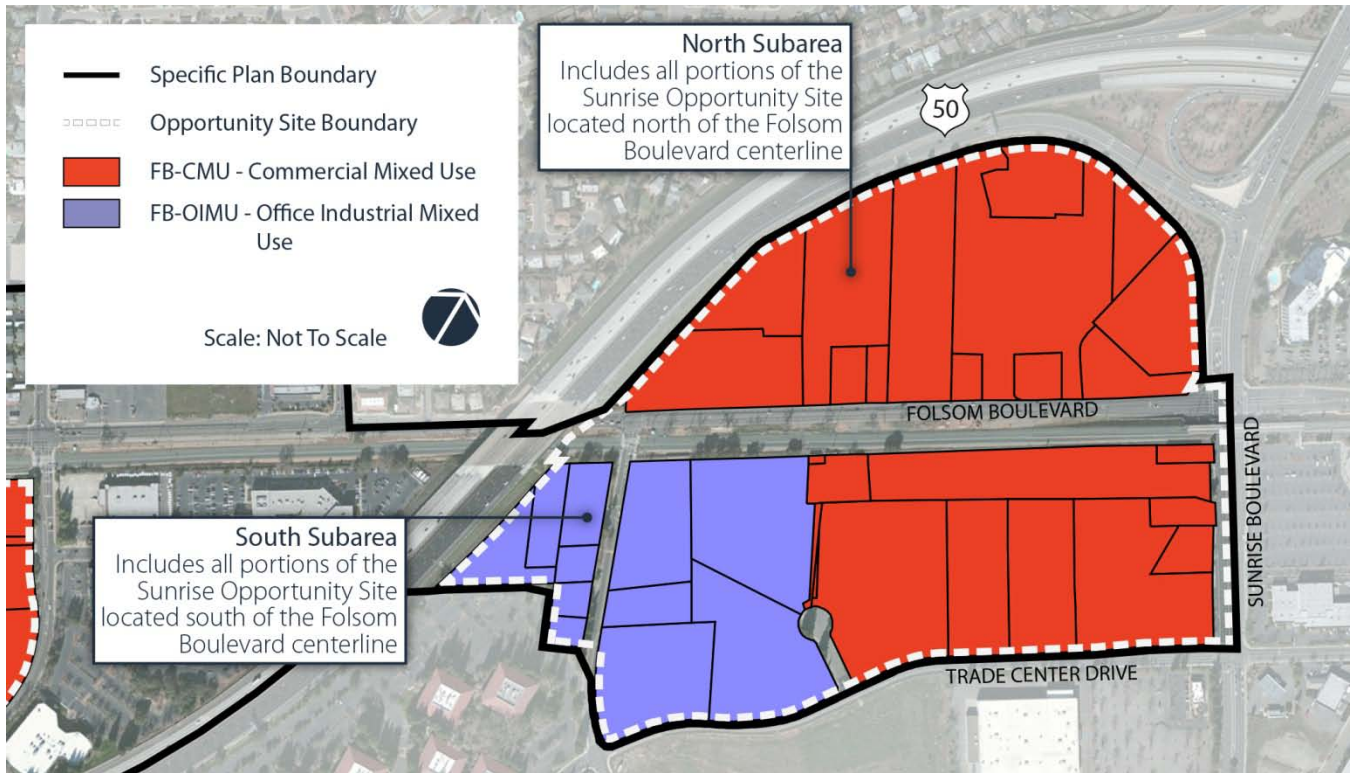 Specific Plan Boundary
Opportunity Site Boundary
FB-CMU - Commercial Mixed Use
FB-OIMU - Office Industrial Mixed
Use
Scale: Not To Scale
North Subarea
Includes all portions of the
Sunrise Opportunity Site
located north of the Folsom
Boulevard centerline
50
FOLSOM BOULEVARD
SUNRISE BOULEVARD
South Subarea
Includes all portions of the
Sunrise Opportunity Site
located south of the Folsom
Boulevard centerline
TRADE CENTER DRIVE